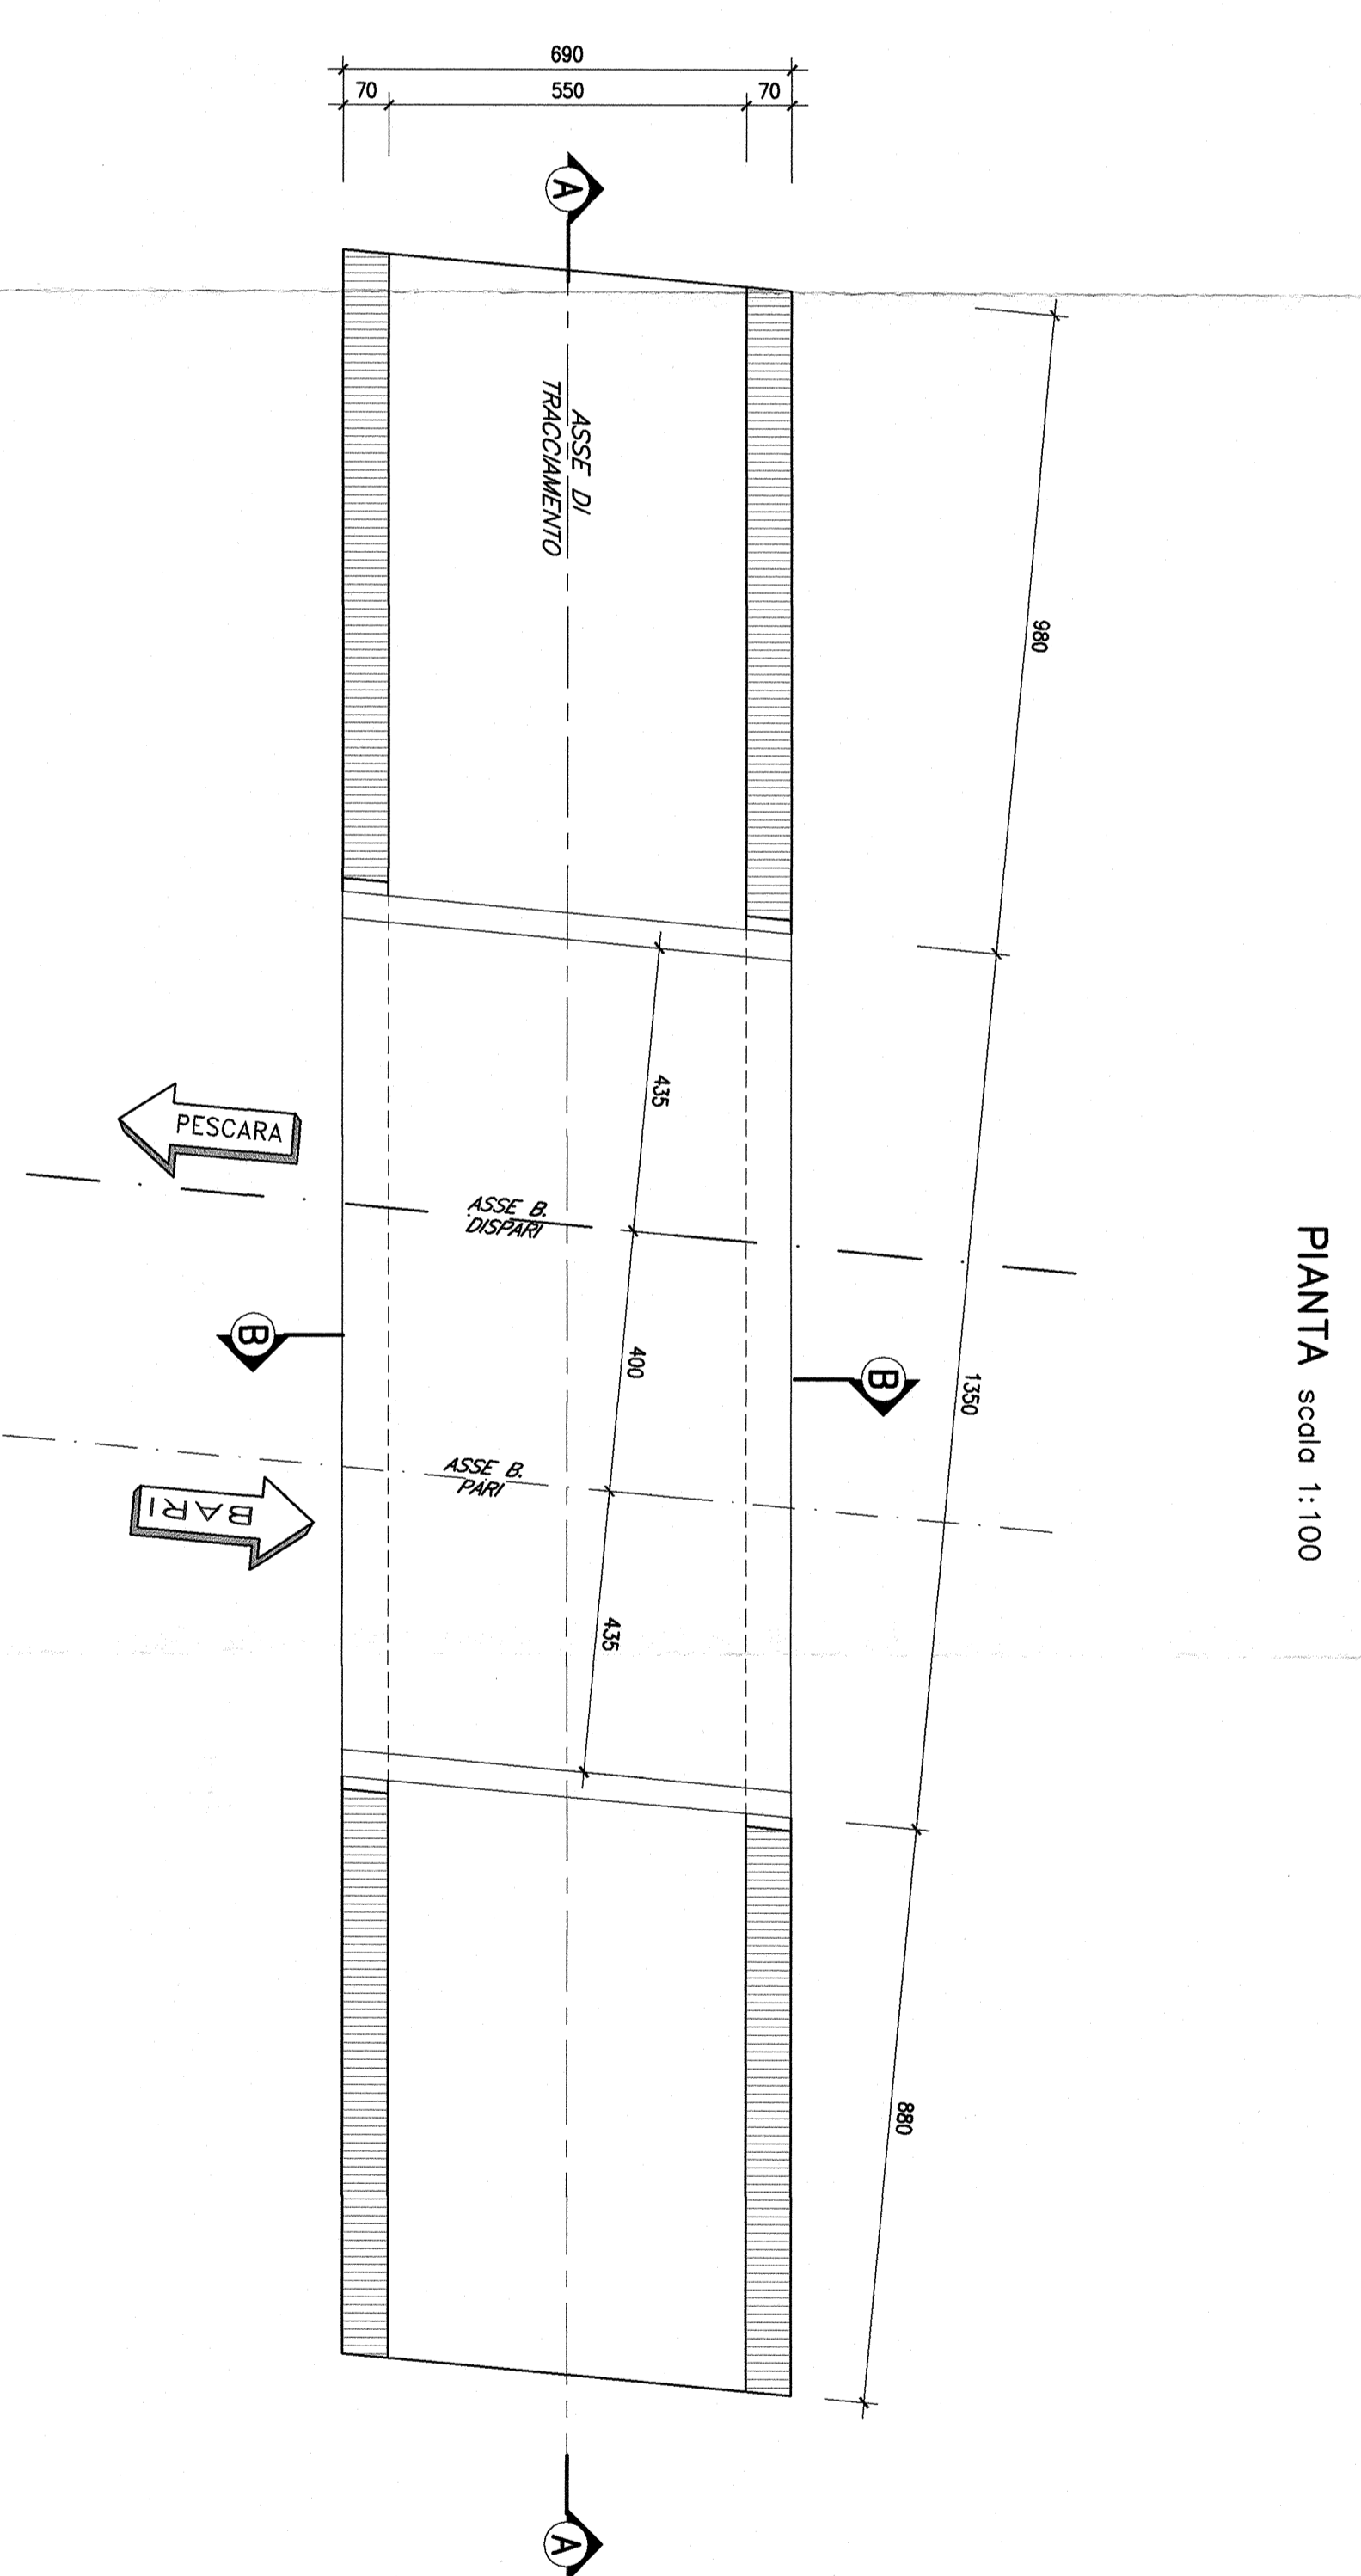 PIANTA scala 1:100
690
70
550
70
A
ASSE DI
TRACCIAMENTO
980
1350
880
435
400
435
PESCARA
ASSE B.
DISPARI
B
B
ASSE B.
PARI
BARI
A